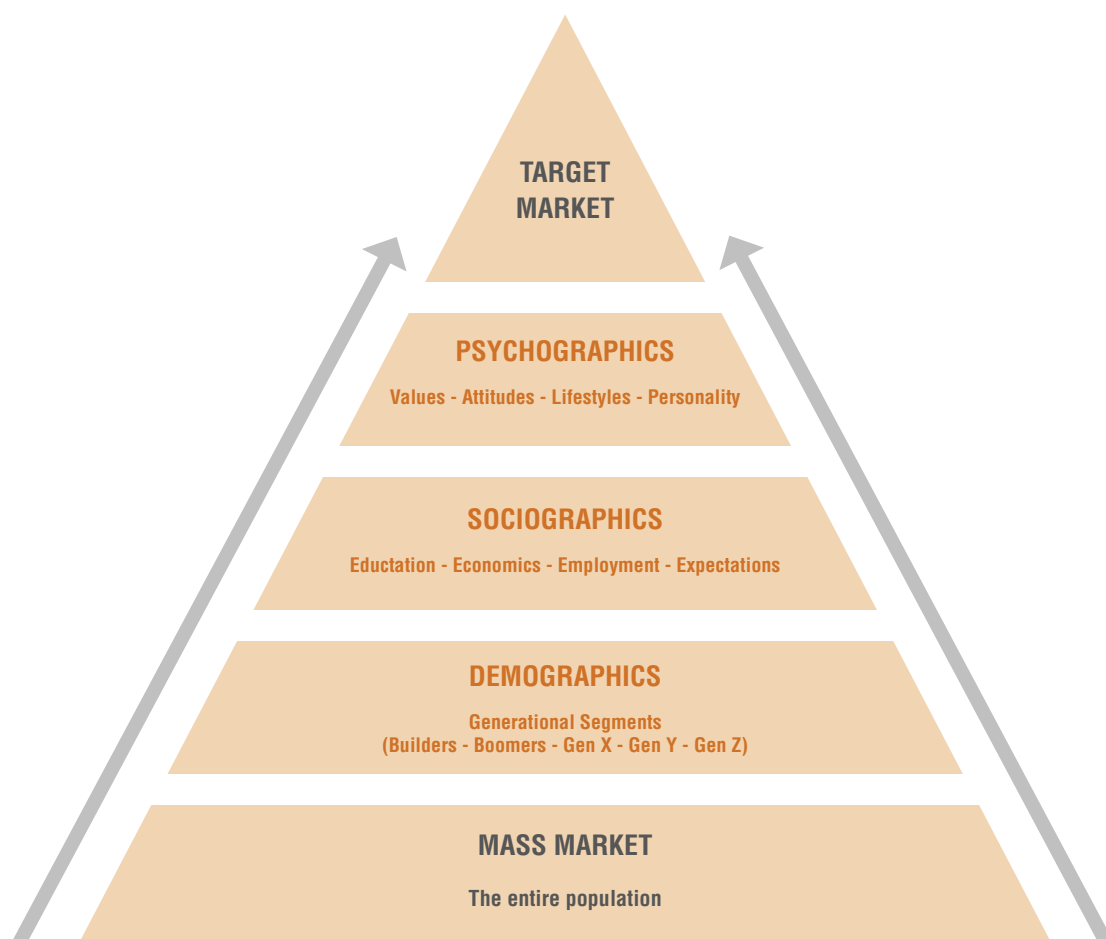 TARGET
MARKET
PSYCHOGRAPHICS
Values - Attitudes - Lifestyles - Personality
SOCIOGRAPHICS
Eductation - Economics - Employment - Expectations
DEMOGRAPHICS
Generational Segments
(Builders - Boomers - Gen X - Gen Y - Gen Z)
MASS MARKET
The entire population